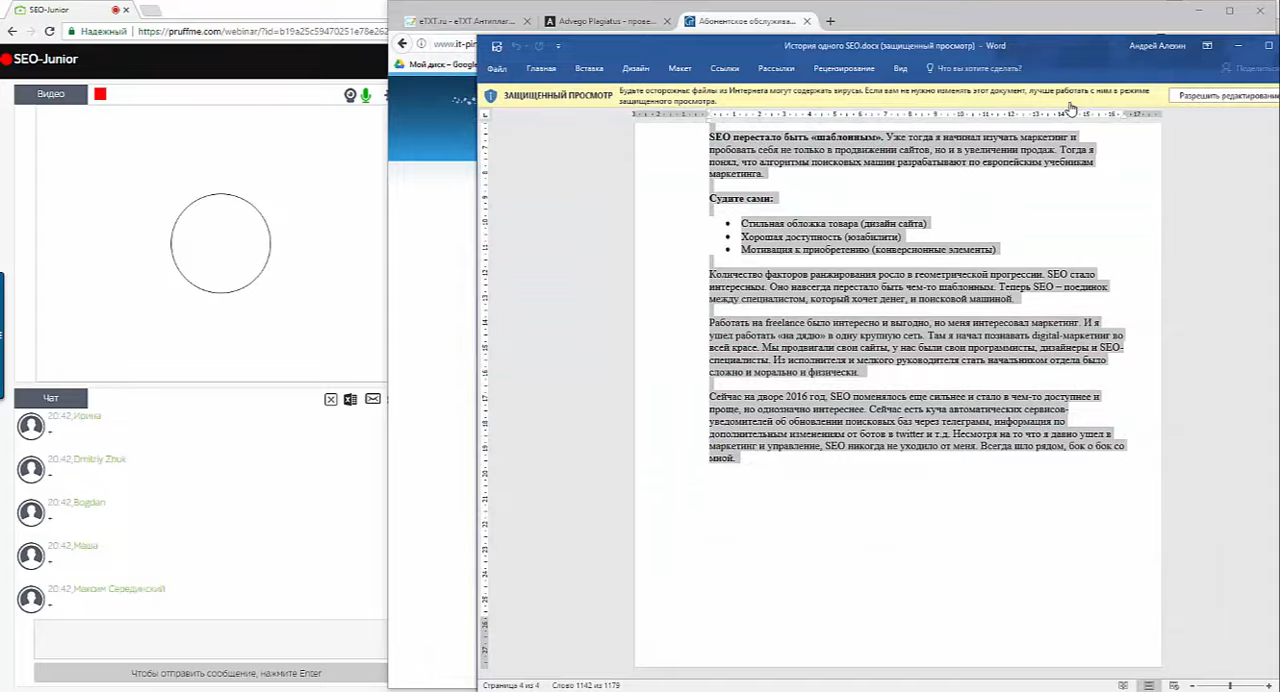 SEO-Junior
Надежный
https://pruffme.com/webinar/?id=b19a25c59470251e78e262
SEO-Junior
Видео
Чат
20:42,Ирина
-
20:42,Dmitriy Zhuk
-
20:42,Bogdan
-
20:42,Маша
-
20:42,Максим Серединский
-
Чтобы отправить сообщение, нажмите Enter
eTXT.ru - eTXT Антиплаг
Advego Plagiatus - прове
Абонентское обслужива
www.it-pir
Мой диск – Google
История одного SEO.docx [защищенный просмотр] - Word
Андрей Алехин
Файл
Главная
Вставка
Дизайн
Макет
Ссылки
Рассылки
Рецензирование
Вид
Что вы хотите сделать?
Поделиться
ЗАЩИЩЕННЫЙ ПРОСМОТР
Будьте осторожны: файлы из Интернета могут содержать вирусы. Если вам не нужно изменять этот документ, лучше работать с ним в режиме
защищенного просмотра.
Разрешить редактировани
SEO перестало быть «шаблонным». Уже тогда я начинал изучать маркетинг и
пробовать себя не только в продвижении сайтов, но и в увеличении продаж. Тогда я
понял, что алгоритмы поисковых машин разрабатывают по европейским учебникам
маркетинга.
Судите сами:
• Стильная обложка товара (дизайн сайта)
• Хорошая доступность (юзабилити)
• Мотивация к приобретению (конверсионные элементы)
Количество факторов ранжирования росло в геометрической прогрессии. SEO стало
интересным. Оно навсегда перестало быть чем-то шаблонным. Теперь SEO – поединок
между специалистом, который хочет денег, и поисковой машиной.
Работать на freelance было интересно и выгодно, но меня интересовал маркетинг. И я
ушел работать «на дядю» в одну крупную сеть. Там я начал познавать digital-маркетинг во
всей красе. Мы продвигали свои сайты, у нас были свои программисты, дизайнеры и SEO-
специалисты. Из исполнителя и мелкого руководителя стать начальником отдела было
сложно и морально и физически.
Сейчас на дворе 2016 год, SEO поменялось еще сильнее и стало в чем-то доступнее и
проще, но однозначно интереснее. Сейчас есть куча автоматических сервисов-
уведомителей об обновлении поисковых баз через телеграмм, информация по
дополнительным изменениям от ботов в twitter и т.д. Несмотря на то что я давно ушел в
маркетинг и управление, SEO никогда не уходило от меня. Всегда шло рядом, бок о бок со
мной.
Страница 4 из 4
Слово 1142 из 1179